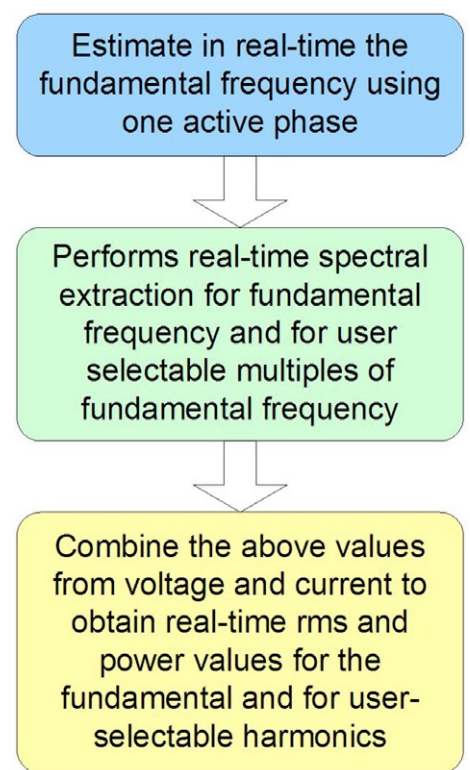 Estimate in real-time the
fundamental frequency using
one active phase
Performs real-time spectral
extraction for fundamental
frequency and for user
selectable multiples of
fundamental frequency
Combine the above values
from voltage and current to
obtain real-time rms and
power values for the
fundamental and for user-
selectable harmonics